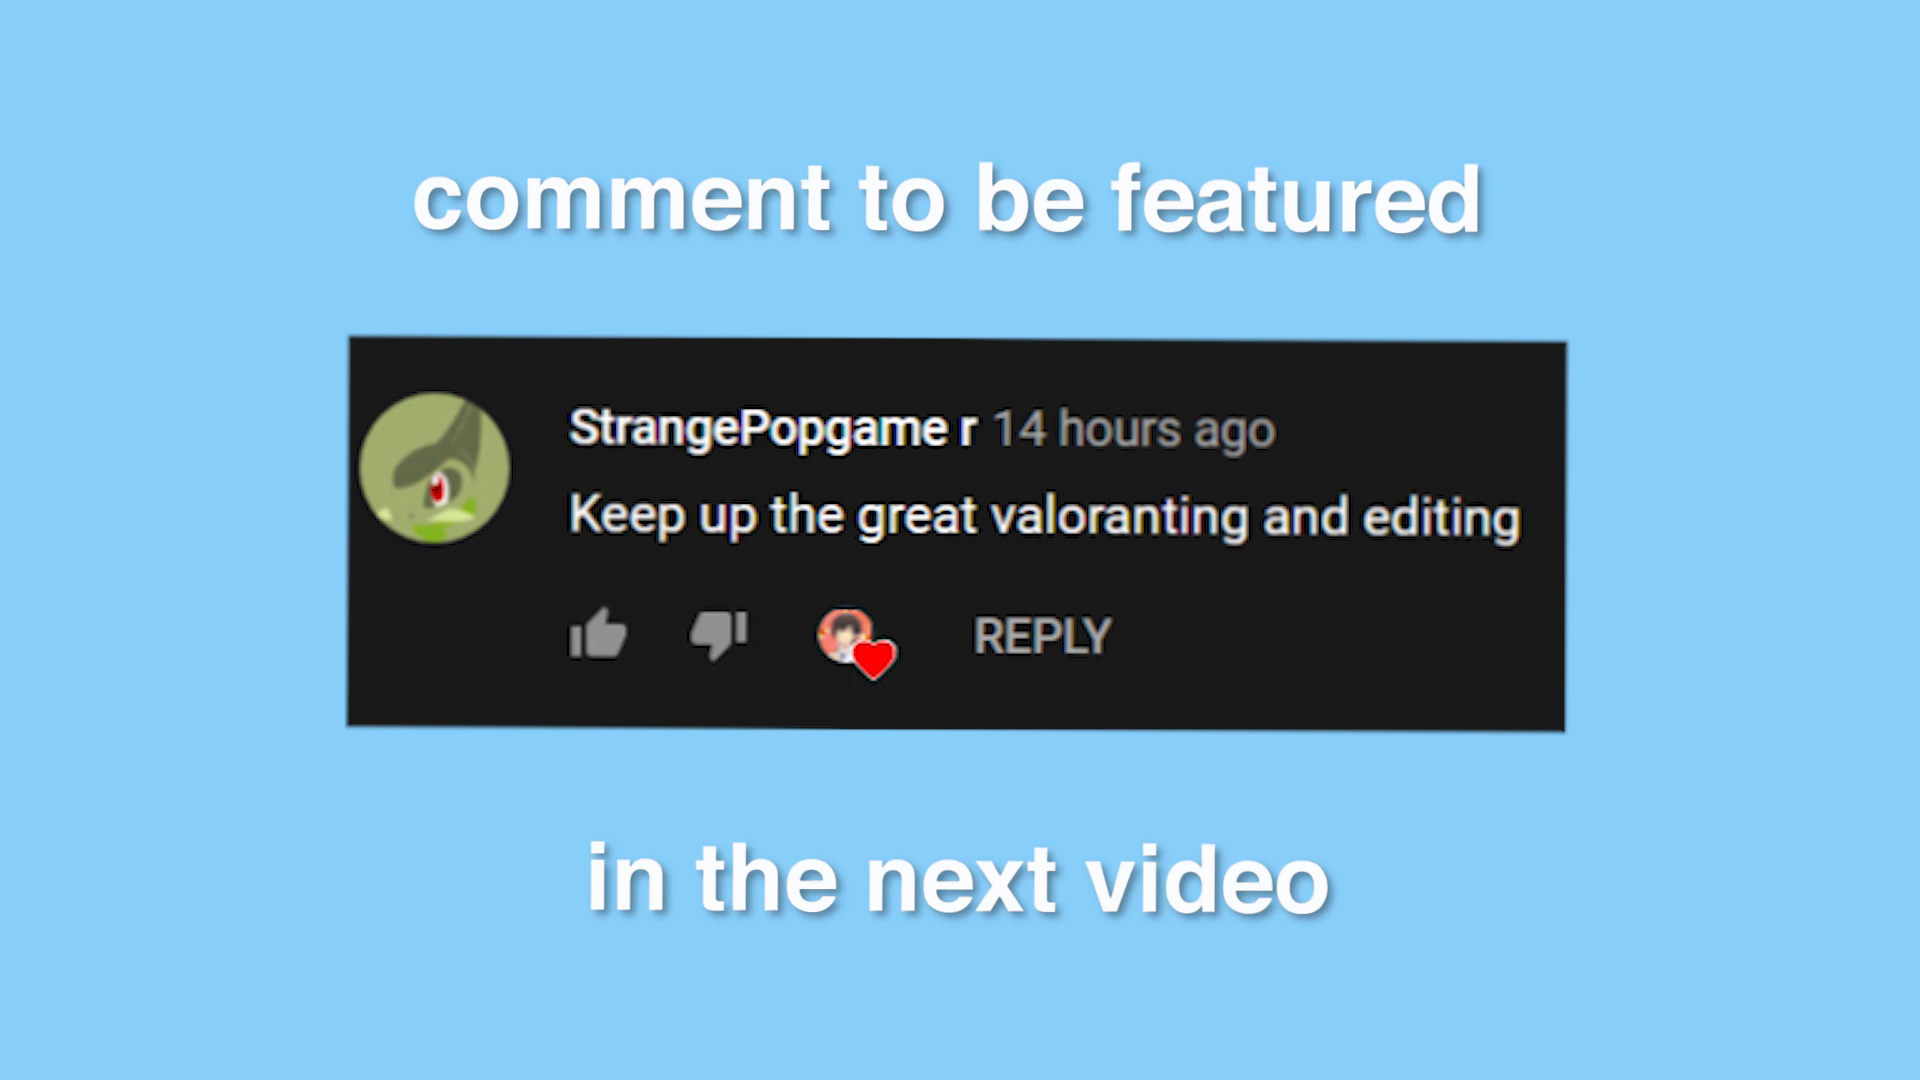 comment to be featured
StrangePopgame r 14 hours ago
Keep up the great valoranting and editing
REPLY
in the next video